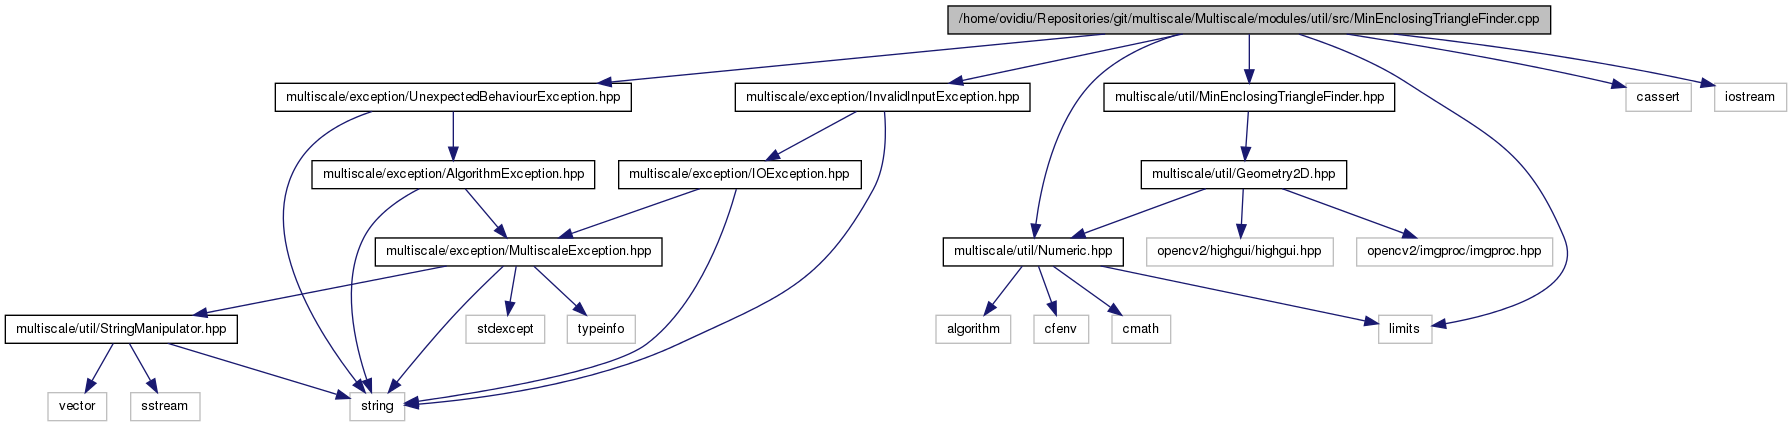 /home/ovidiu/Repositories/git/multiscale/Multiscale/modules/util/src/MinEnclosingTriangleFinder.cpp
multiscale/exception/UnexpectedBehaviourException.hpp
multiscale/exception/InvalidInputException.hpp
multiscale/util/MinEnclosingTriangleFinder.hpp
cassert
iostream
multiscale/exception/AlgorithmException.hpp
multiscale/exception/IOException.hpp
multiscale/util/Geometry2D.hpp
multiscale/exception/MultiscaleException.hpp
multiscale/util/Numeric.hpp
opencv2/highgui/highgui.hpp
opencv2/imgproc/imgproc.hpp
multiscale/util/StringManipulator.hpp
stdexcept
typeinfo
algorithm
cfenv
cmath
limits
vector
sstream
string